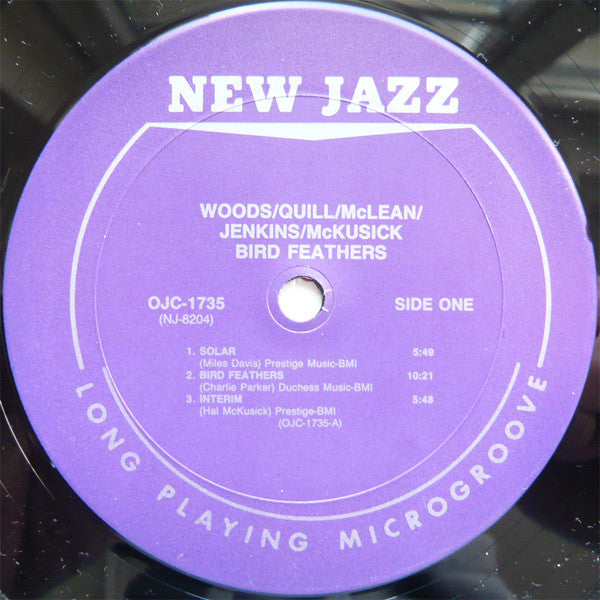 NEW JAZZ
WOODS/QUILL/McLEAN/
JENKINS/McKUSICK
BIRD FEATHERS
OJC-1735 SIDE ONE
(NJ-8204)
1. SOLAR 5:49
(Miles Davis) Prestige Music-BMI
2. BIRD FEATHERS 10:21
(Charlie Parker) Duchess Music-BMI
3. INTERIM 5:48
(Hal McKusick) Prestige-BMI
(OJC-1735-A)
LONG PLAYING MICROGROOVE